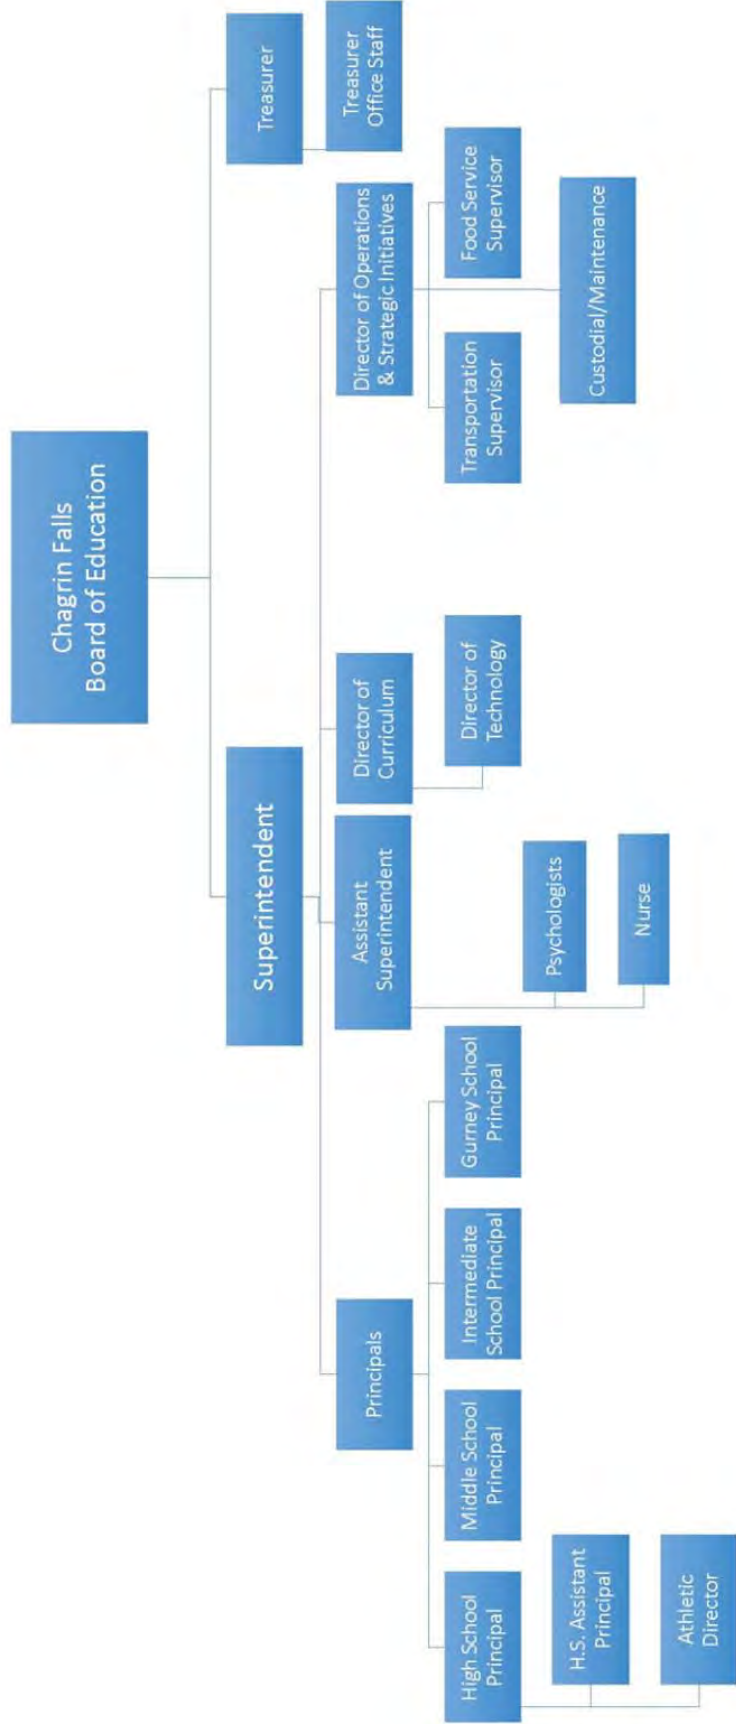 Chagrin Falls
Board of Education
Superintendent
Treasurer
Principals
Assistant
Superintendent
Director of
Curriculum
Director of Operations
& Strategic Initiatives
Treasurer
Office Staff
High School
Principal
Middle School
Principal
Intermediate
School Principal
Gurney School
Principal
Director of
Technology
Transportation
Supervisor
Food Service
Supervisor
H.S. Assistant
Principal
Psychologists
Custodial/Maintenance
Athletic
Director
Nurse